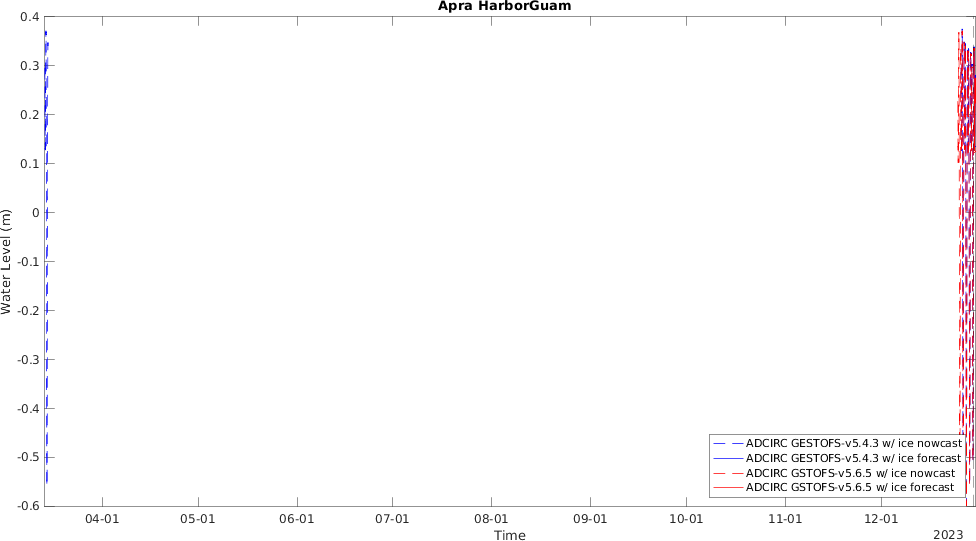 Apra HarborGuam
0.4
0.3
0.2
0.1
0
-0.1
-0.2
-0.3
-0.4
-0.5
-0.6
Water Level (m)
04-01 05-01 06-01 07-01 08-01 09-01 10-01 11-01 12-01
Time
2023
ADCIRC GESTOFS-v5.4.3 w/ ice nowcast
ADCIRC GESTOFS-v5.4.3 w/ ice forecast
ADCIRC GSTOFS-v5.6.5 w/ ice nowcast
ADCIRC GSTOFS-v5.6.5 w/ ice forecast